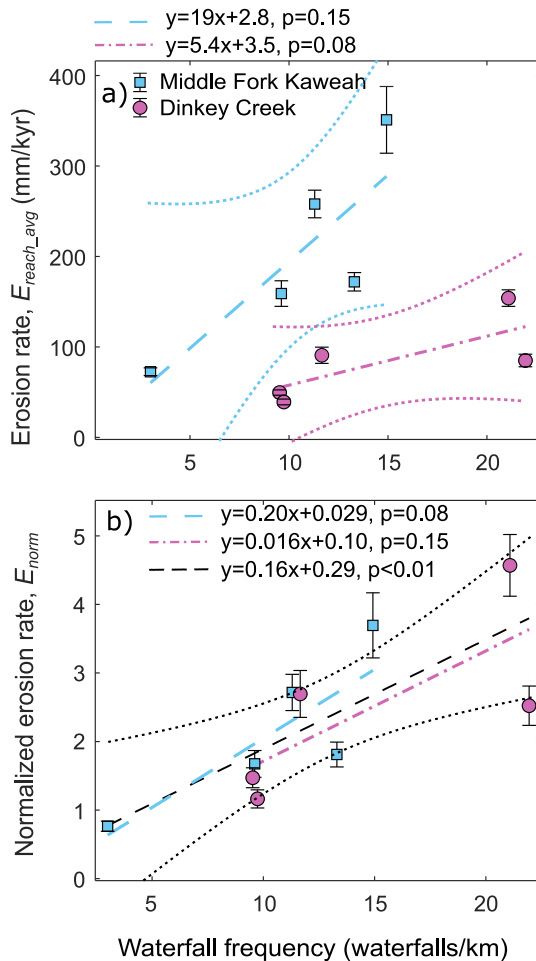 y=19x+2.8, p=0.15
y=5.4x+3.5, p=0.08
a)
Middle Fork Kaweah
Dinkey Creek
Erosion rate, E_reach_avg (mm/kyr)
400
300
200
100
0
5
10
15
20
b)
y=0.20x+0.029, p=0.08
y=0.016x+0.10, p=0.15
y=0.16x+0.29, p<0.01
Normalized erosion rate, E_norm
5
4
3
2
1
0
5
10
15
20
Waterfall frequency (waterfalls/km)